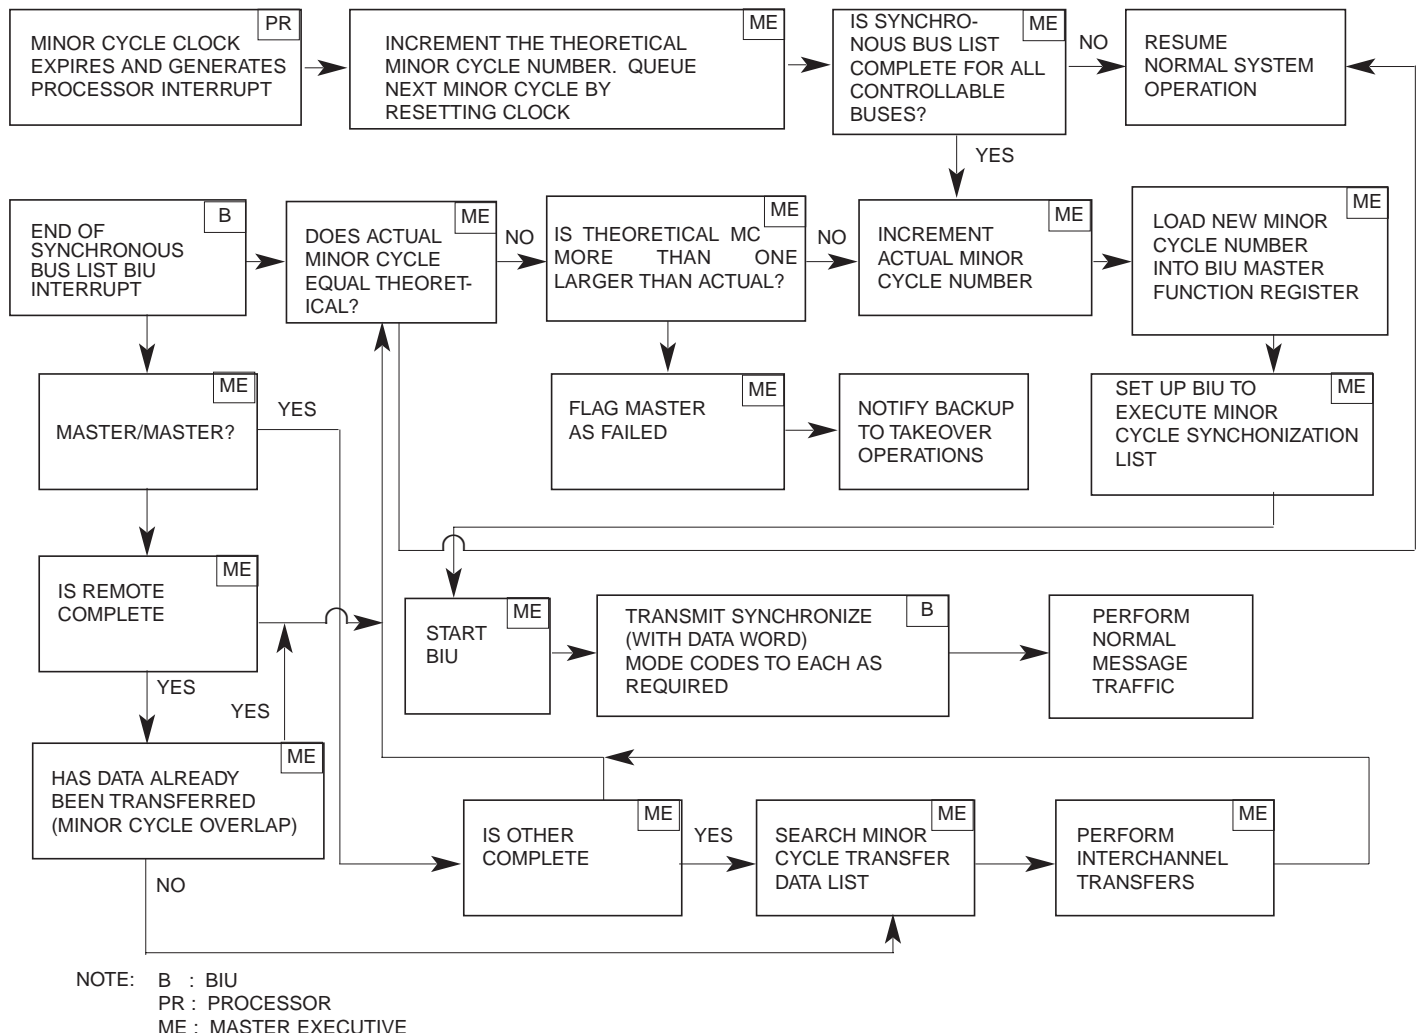 PR
MINOR CYCLE CLOCK
EXPIRES AND GENERATES
PROCESSOR INTERRUPT
ME
INCREMENT THE THEORETICAL
MINOR CYCLE NUMBER. QUEUE
NEXT MINOR CYCLE BY
RESETTING CLOCK
ME
IS SYNCHRO-
NOUS BUS LIST
COMPLETE FOR ALL
CONTROLLABLE
BUSES?
NO
RESUME
NORMAL SYSTEM
OPERATION
YES
B
END OF
SYNCHRONOUS
BUS LIST BIU
INTERRUPT
ME
DOES ACTUAL
MINOR CYCLE
EQUAL THEORET-
ICAL?
NO
ME
IS THEORETICAL MC
MORE THAN ONE
LARGER THAN ACTUAL?
NO
ME
INCREMENT
ACTUAL MINOR
CYCLE NUMBER
ME
LOAD NEW MINOR
CYCLE NUMBER
INTO BIU MASTER
FUNCTION REGISTER
ME
MASTER/MASTER?
YES
ME
FLAG MASTER
AS FAILED
NOTIFY BACKUP
TO TAKEOVER
OPERATIONS
ME
SET UP BIU TO
EXECUTE MINOR
CYCLE SYNCHONIZATION
LIST
ME
IS REMOTE
COMPLETE
YES
YES
ME
START
BIU
B
TRANSMIT SYNCHRONIZE
(WITH DATA WORD)
MODE CODES TO EACH AS
REQUIRED
PERFORM
NORMAL
MESSAGE
TRAFFIC
ME
HAS DATA ALREADY
BEEN TRANSFERRED
(MINOR CYCLE OVERLAP)
NO
ME
IS OTHER
COMPLETE
YES
ME
SEARCH MINOR
CYCLE TRANSFER
DATA LIST
ME
PERFORM
INTERCHANNEL
TRANSFERS
NOTE: B : BIU
PR : PROCESSOR
ME : MASTER EXECUTIVE